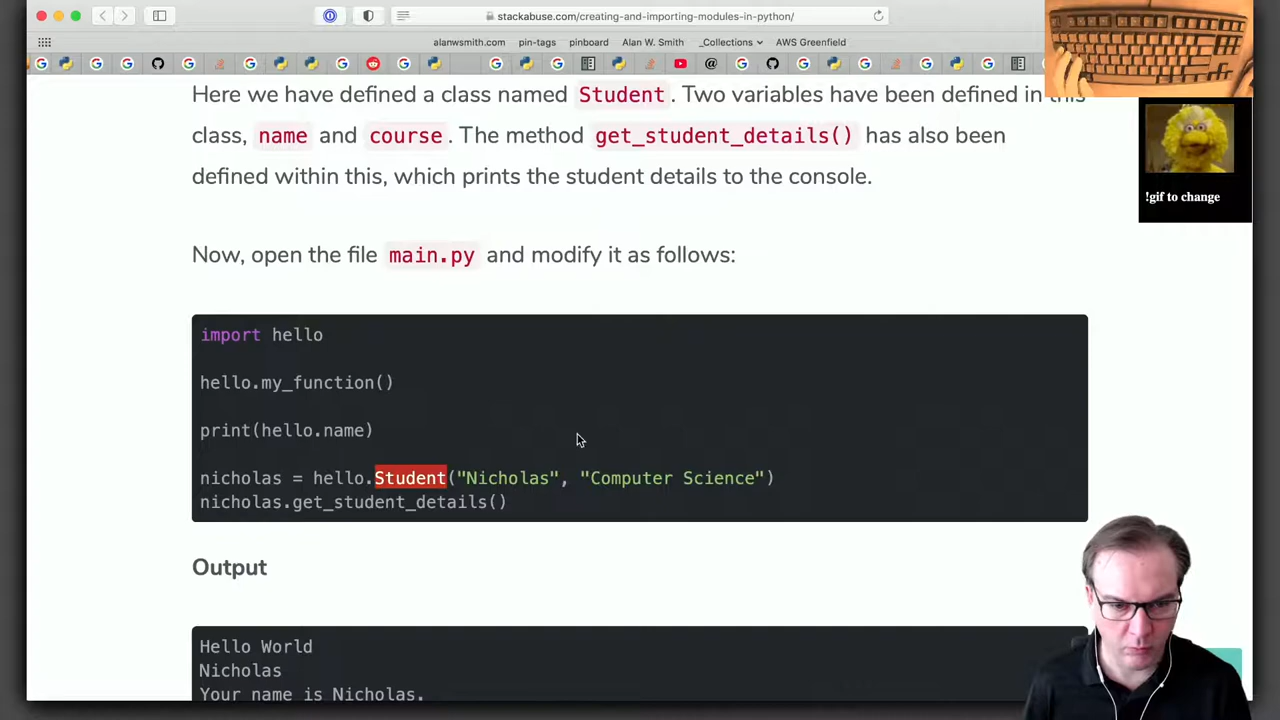 stackabuse.com/creating-and-importing-modules-in-python/
alanwsmith.com pin-tags pinboard Alan W. Smith _Collections AWS Greenfield
Here we have defined a class named Student. Two variables have been defined in this
class, name and course. The method get_student_details() has also been
defined within this, which prints the student details to the console.
!gif to change
Now, open the file main.py and modify it as follows:
import hello
hello.my_function()
print(hello.name)
nicholas = hello.Student("Nicholas", "Computer Science")
nicholas.get_student_details()
Output
Hello World
Nicholas
Your name is Nicholas.